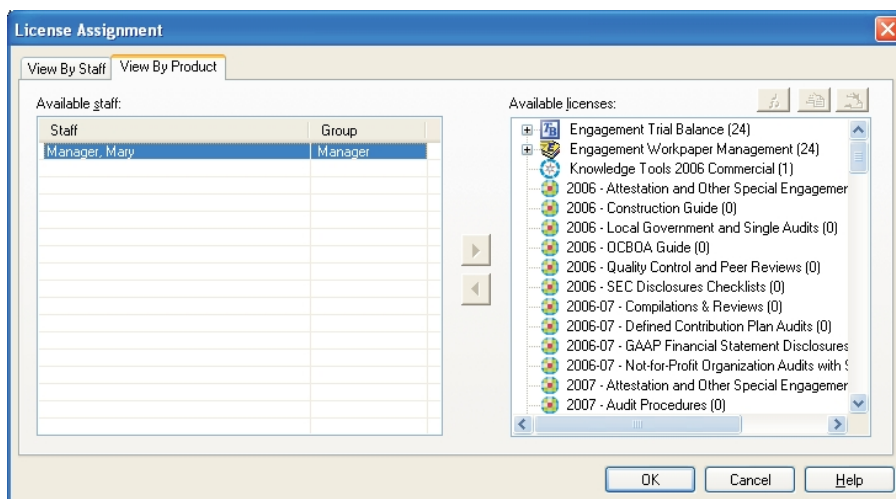 License Assignment
View By Staff
View By Product
Available staff:
Staff Group
Manager, Mary Manager
Available licenses:
Engagement Trial Balance (24)
Engagement Workpaper Management (24)
Knowledge Tools 2006 Commercial (1)
2006 - Attestation and Other Special Engagemer
2006 - Construction Guide (0)
2006 - Local Government and Single Audits (0)
2006 - OCBOA Guide (0)
2006 - Quality Control and Peer Reviews (0)
2006 - SEC Disclosures Checklists (0)
2006-07 - Compilations & Reviews (0)
2006-07 - Defined Contribution Plan Audits (0)
2006-07 - GAAP Financial Statement Disclosures
2006-07 - Not-for-Profit Organization Audits with S
2007 - Attestation and Other Special Engagemer
2007 - Audit Procedures (0)
OK Cancel Help